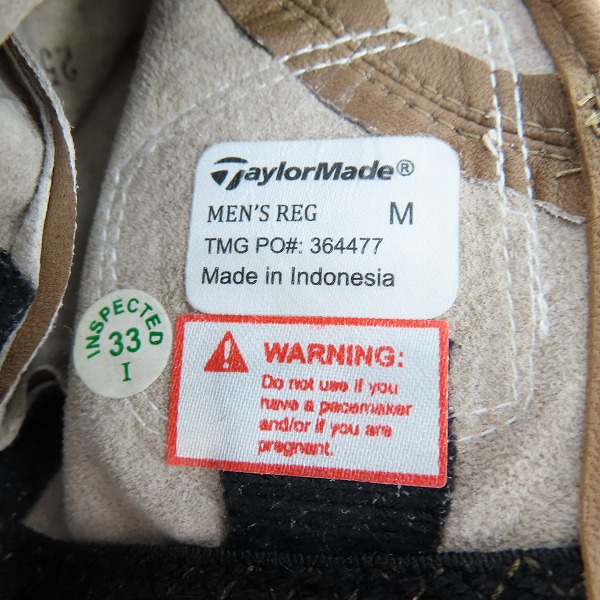 TaylorMade®
MEN'S REG M
TMG PO#: 364477
Made in Indonesia
INSPECTED
33
I
WARNING:
Do not use if you
have a pacemaker
and/or if you are
pregnant.